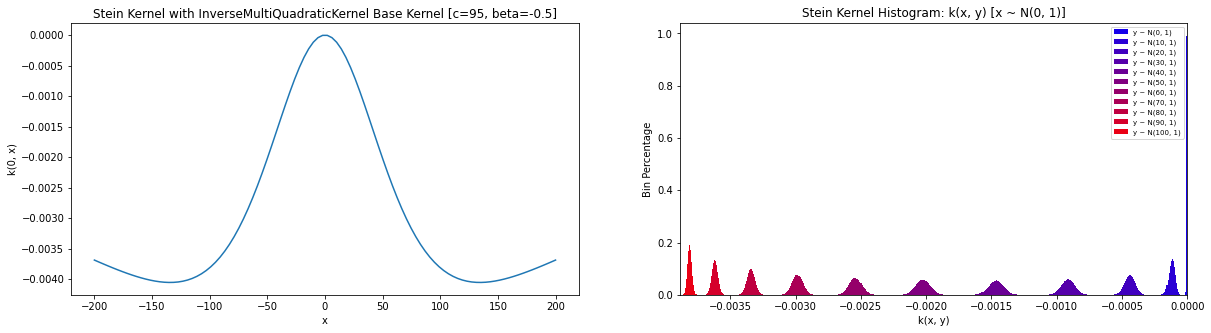 Stein Kernel with InverseMultiQuadraticKernel Base Kernel [c=95, beta=-0.5]
0.0000
−0.0005
−0.0010
−0.0015
−0.0020
−0.0025
−0.0030
−0.0035
−0.0040
k(0, x)
−200
−150
−100
−50
0
50
100
150
200
x
Stein Kernel Histogram: k(x, y) [x ~ N(0, 1)]
1.0
0.8
0.6
0.4
0.2
0.0
Bin Percentage
y ~ N(0, 1)
y ~ N(10, 1)
y ~ N(20, 1)
y ~ N(30, 1)
y ~ N(40, 1)
y ~ N(50, 1)
y ~ N(60, 1)
y ~ N(70, 1)
y ~ N(80, 1)
y ~ N(90, 1)
y ~ N(100, 1)
−0.0035
−0.0030
−0.0025
−0.0020
−0.0015
−0.0010
−0.0005
0.0000
k(x, y)